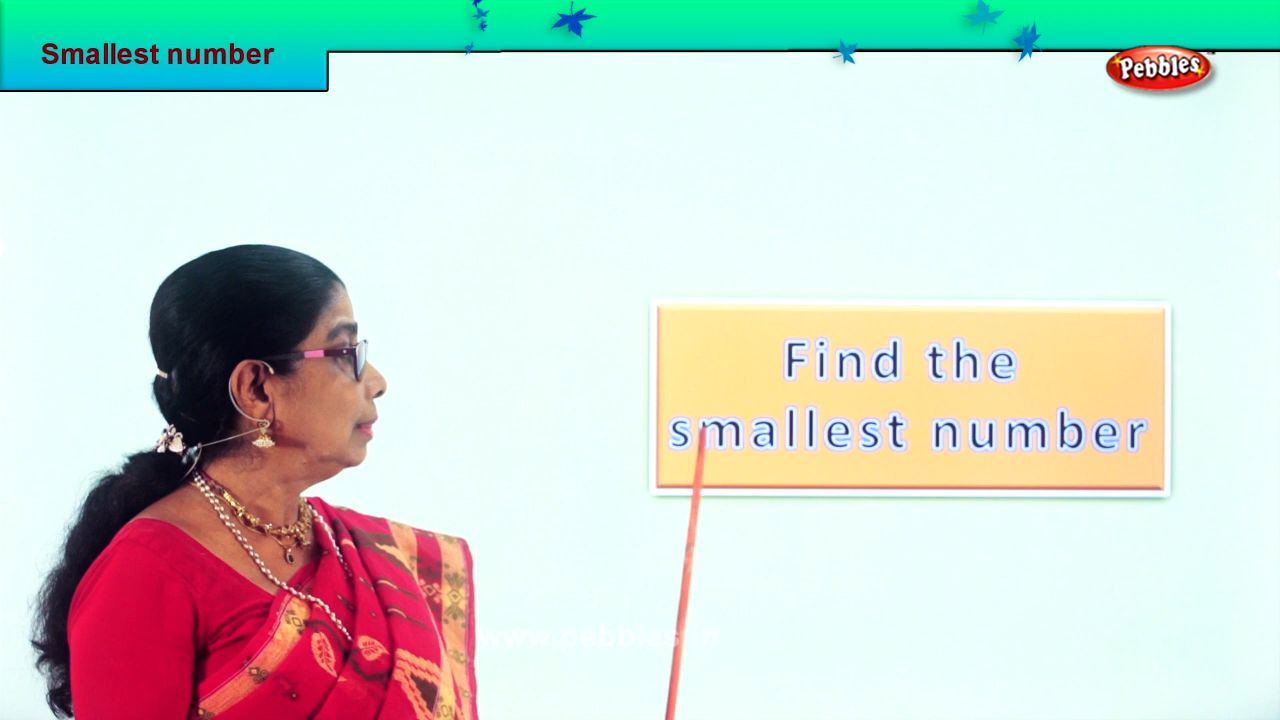 Smallest number
Pebbles
Find the
smallest number
www.pebbles.in